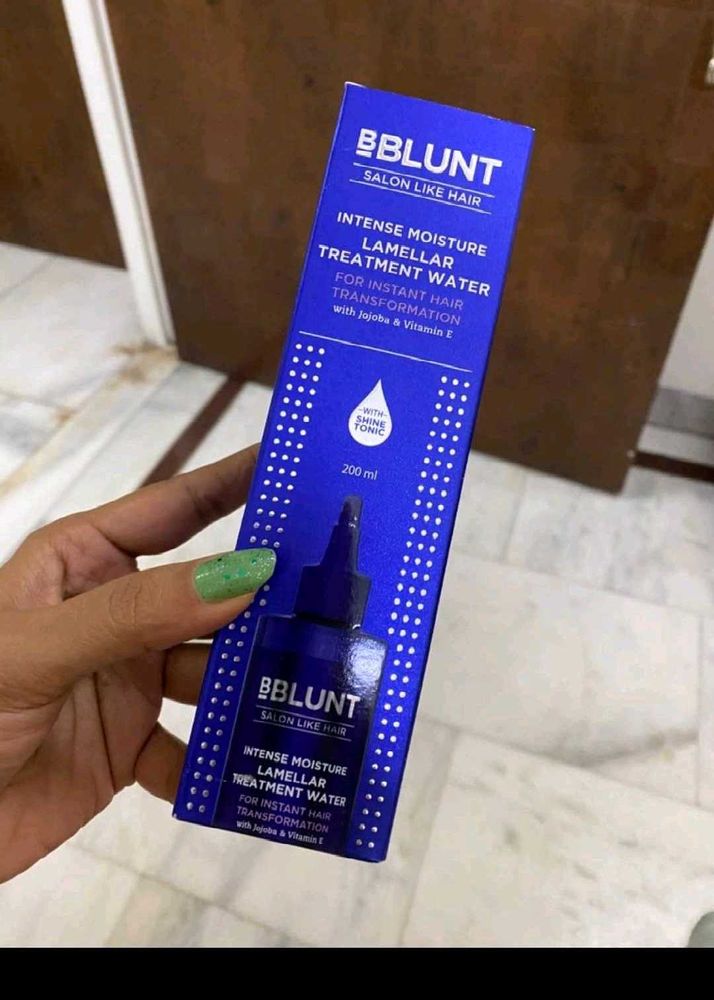 BBLUNT
SALON LIKE HAIR
INTENSE MOISTURE
LAMELLAR
TREATMENT WATER
FOR INSTANT HAIR
TRANSFORMATION
with Jojoba & Vitamin E
WITH
SHINE
TONIC
200 ml
BBLUNT
SALON LIKE HAIR
INTENSE MOISTURE
LAMELLAR
TREATMENT WATER
FOR INSTANT HAIR
TRANSFORMATION
with Jojoba & Vitamin E